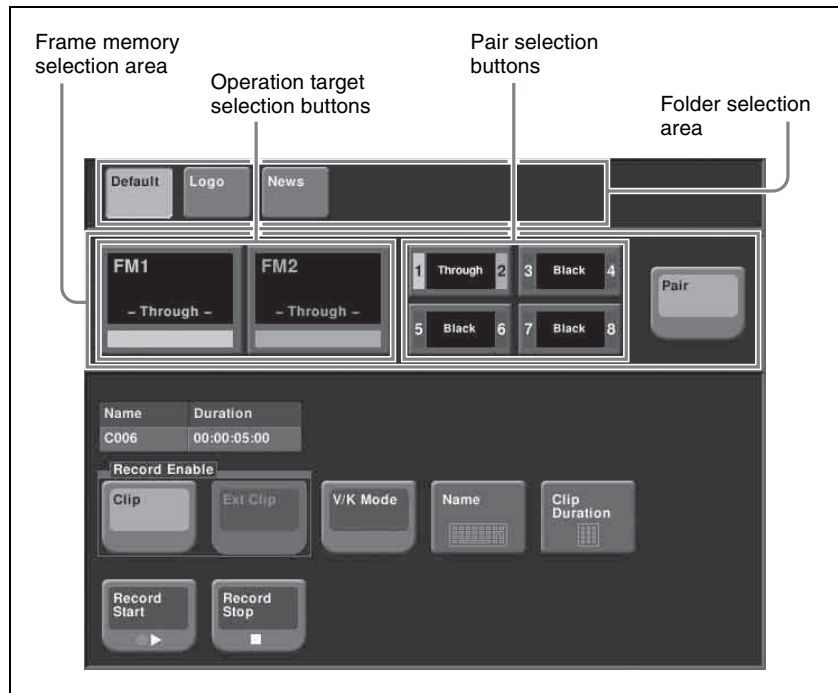 Frame memory
selection area
Operation target
selection buttons
Pair selection
buttons
Folder selection
area
Default
Logo
News
FM1
– Through –
FM2
– Through –
1 Through 2
3 Black 4
5 Black 6
7 Black 8
Pair
Name Duration
C006 00:00:05:00
Record Enable
Clip
Ext Clip
V/K Mode
Name
Clip
Duration
Record
Start
Record
Stop